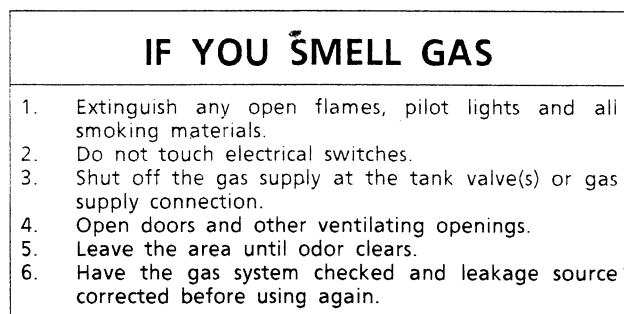 IF YOU SMELL GAS
1. Extinguish any open flames, pilot lights and all
smoking materials.
2. Do not touch electrical switches.
3. Shut off the gas supply at the tank valve(s) or gas
supply connection.
4. Open doors and other ventilating openings.
5. Leave the area until odor clears.
6. Have the gas system checked and leakage source
corrected before using again.